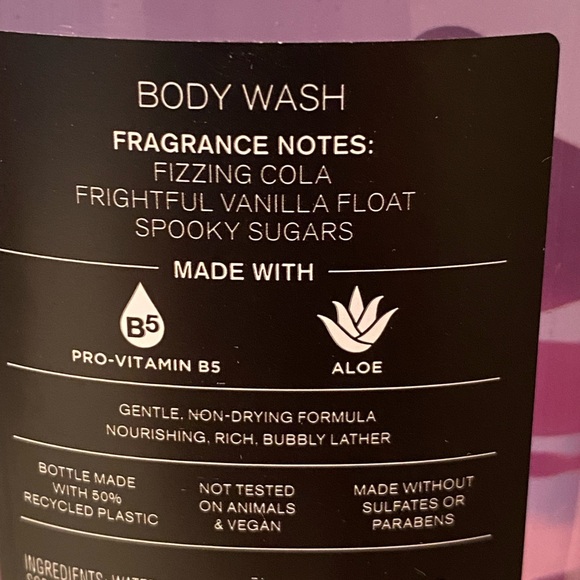 BODY WASH
FRAGRANCE NOTES:
FIZZING COLA
FRIGHTFUL VANILLA FLOAT
SPOOKY SUGARS
MADE WITH
B5
PRO-VITAMIN B5
ALOE
GENTLE, NON-DRYING FORMULA
NOURISHING, RICH, BUBBLY LATHER
BOTTLE MADE
WITH 50%
RECYCLED PLASTIC
NOT TESTED
ON ANIMALS
& VEGAN
MADE WITHOUT
SULFATES OR
PARABENS
INGREDIENTS: